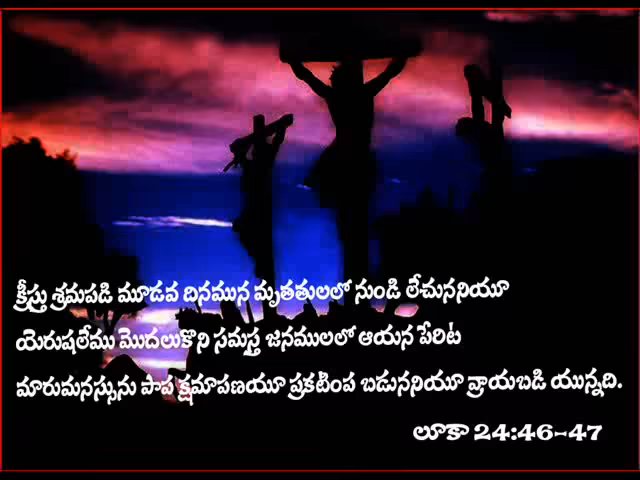 క్రీస్తు శ్రమపడి మూడవ దినమున మృతతులలో నుండి లేచుననియూ
యెరుషలేము మొదలుకొని సమస్త జనములలో ఆయన పేరిట
మారుమనస్సును పాప క్షమాపణయూ ప్రకటింప బడుననియూ వ్రాయబడి యున్నది.
లూకా 24:46-47